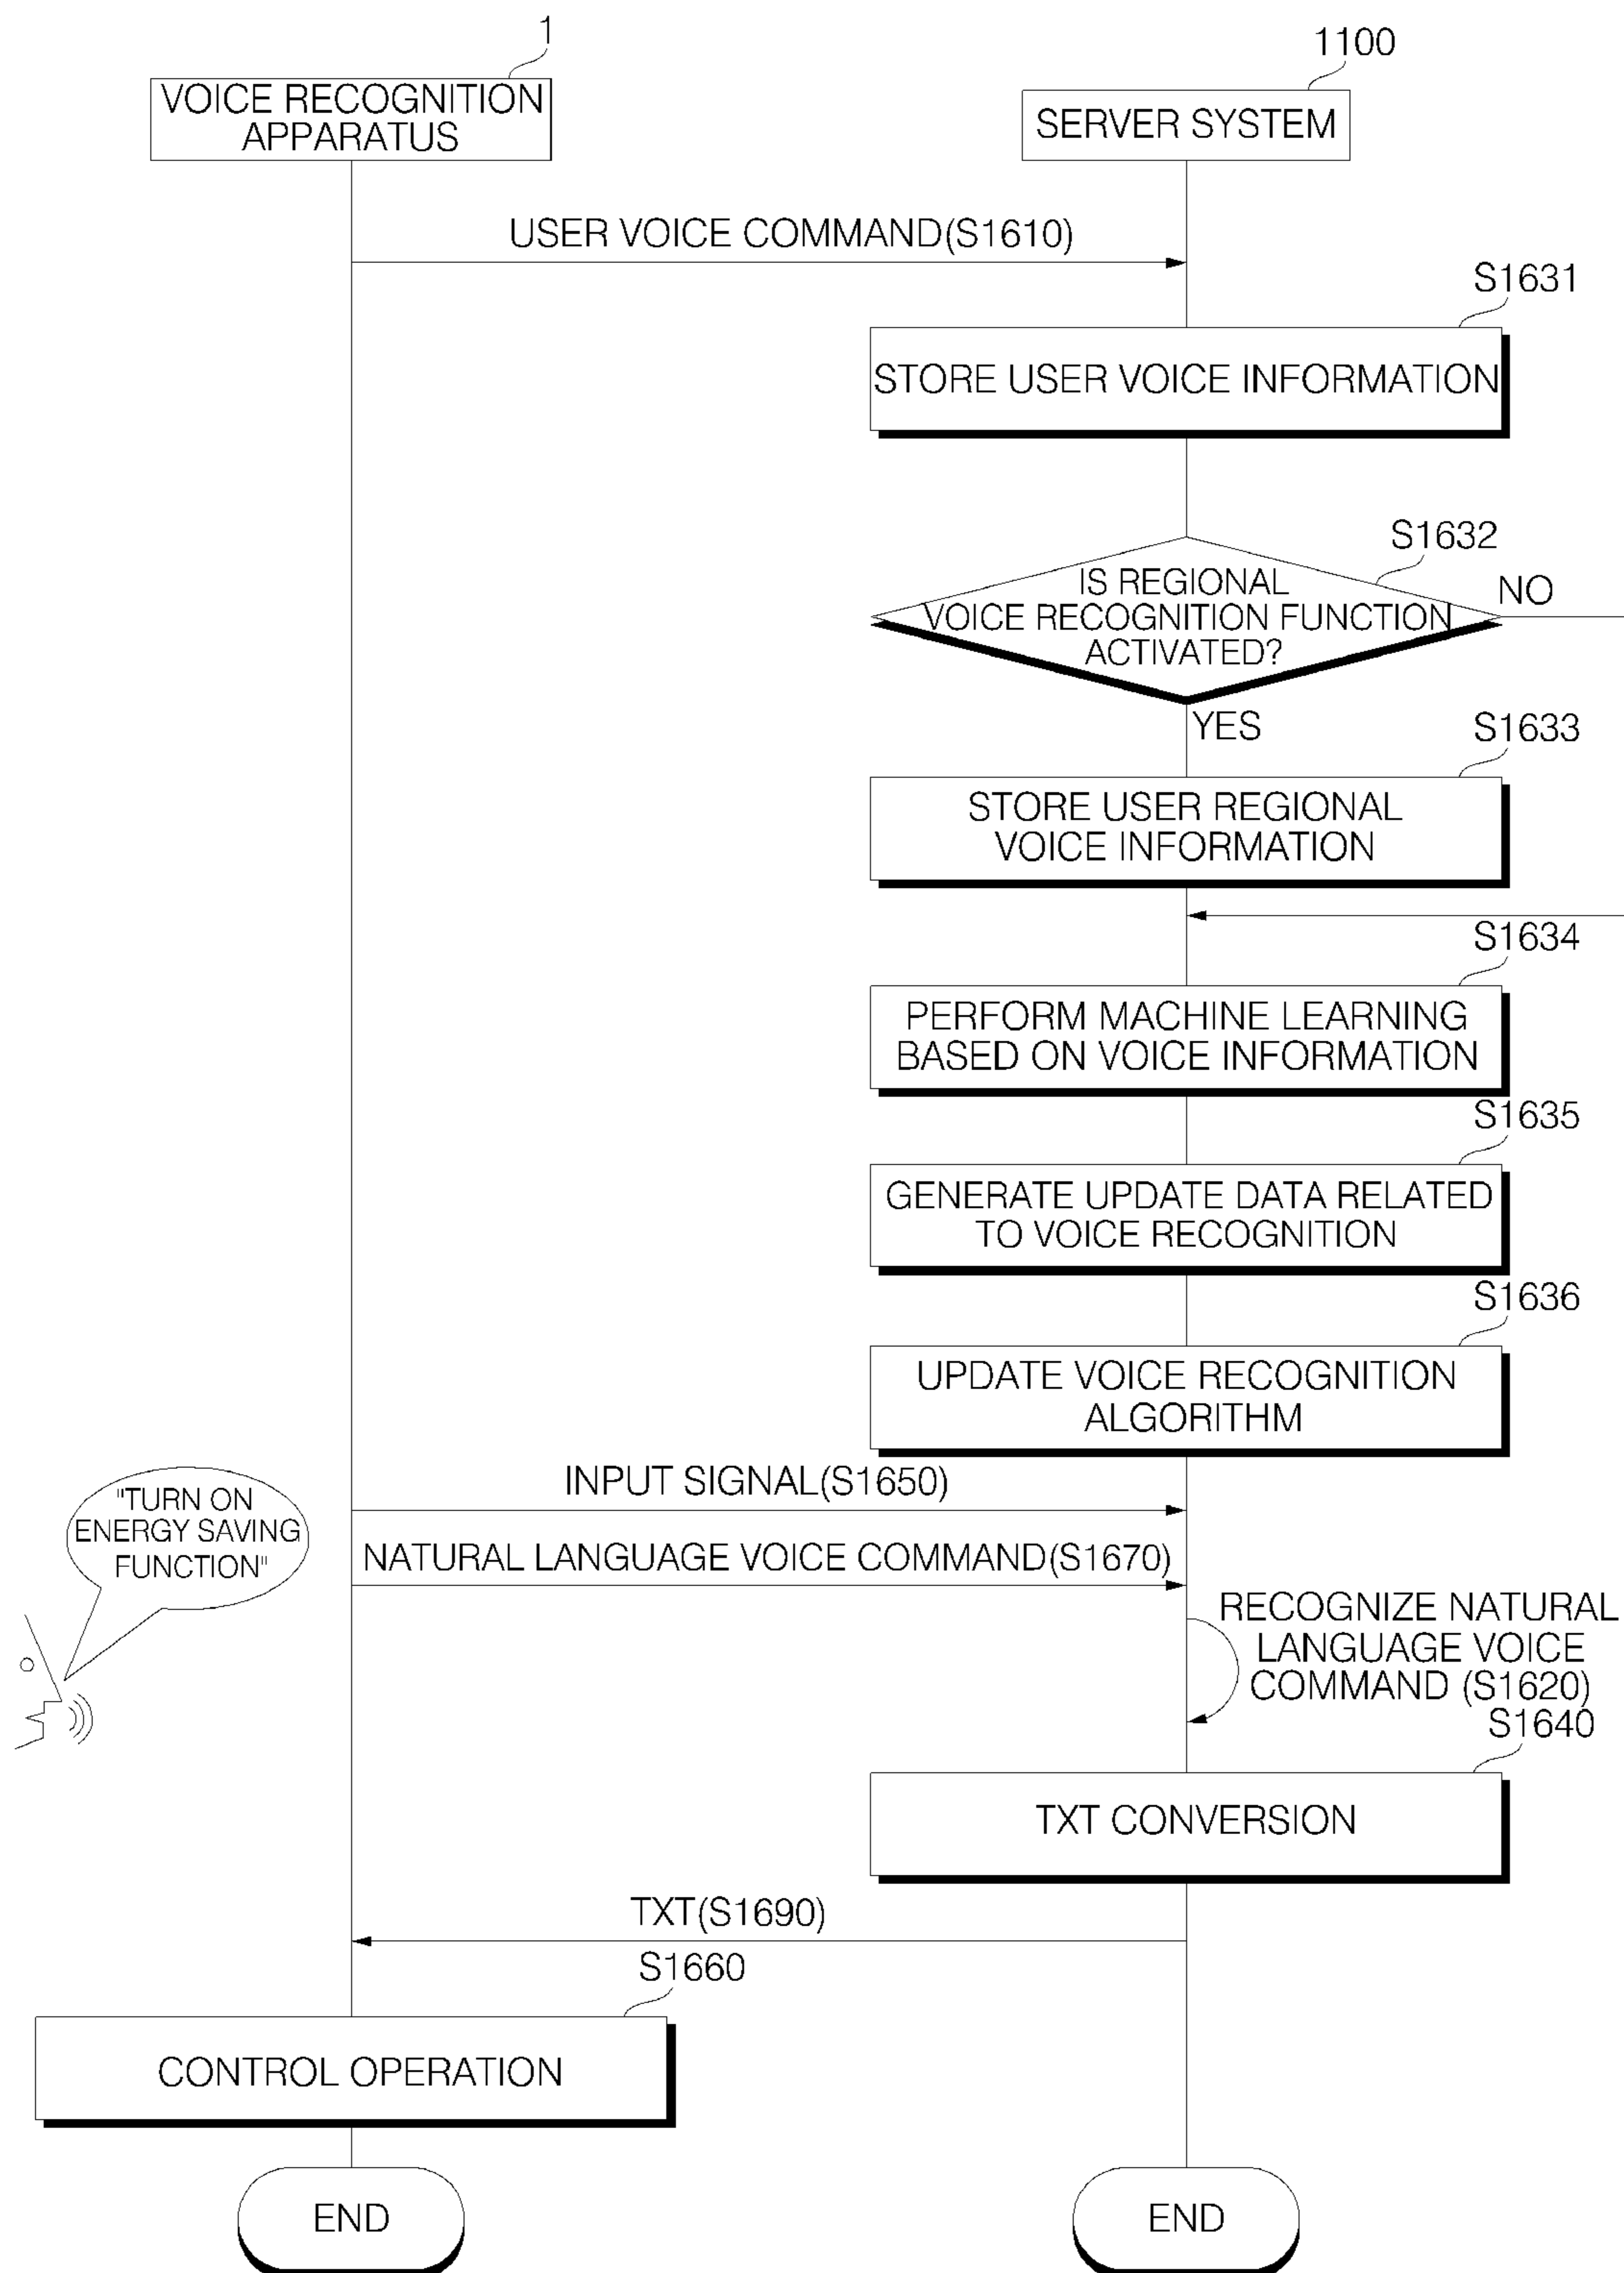 1
1100
VOICE RECOGNITION
APPARATUS
SERVER SYSTEM
USER VOICE COMMAND(S1610)
S1631
STORE USER VOICE INFORMATION
S1632
IS REGIONAL
VOICE RECOGNITION FUNCTION
ACTIVATED?
NO
YES
S1633
STORE USER REGIONAL
VOICE INFORMATION
S1634
PERFORM MACHINE LEARNING
BASED ON VOICE INFORMATION
S1635
GENERATE UPDATE DATA RELATED
TO VOICE RECOGNITION
S1636
UPDATE VOICE RECOGNITION
ALGORITHM
INPUT SIGNAL(S1650)
"TURN ON
ENERGY SAVING
FUNCTION"
NATURAL LANGUAGE VOICE COMMAND(S1670)
RECOGNIZE NATURAL
LANGUAGE VOICE
COMMAND (S1620)
S1640
TXT CONVERSION
TXT(S1690)
S1660
CONTROL OPERATION
END
END